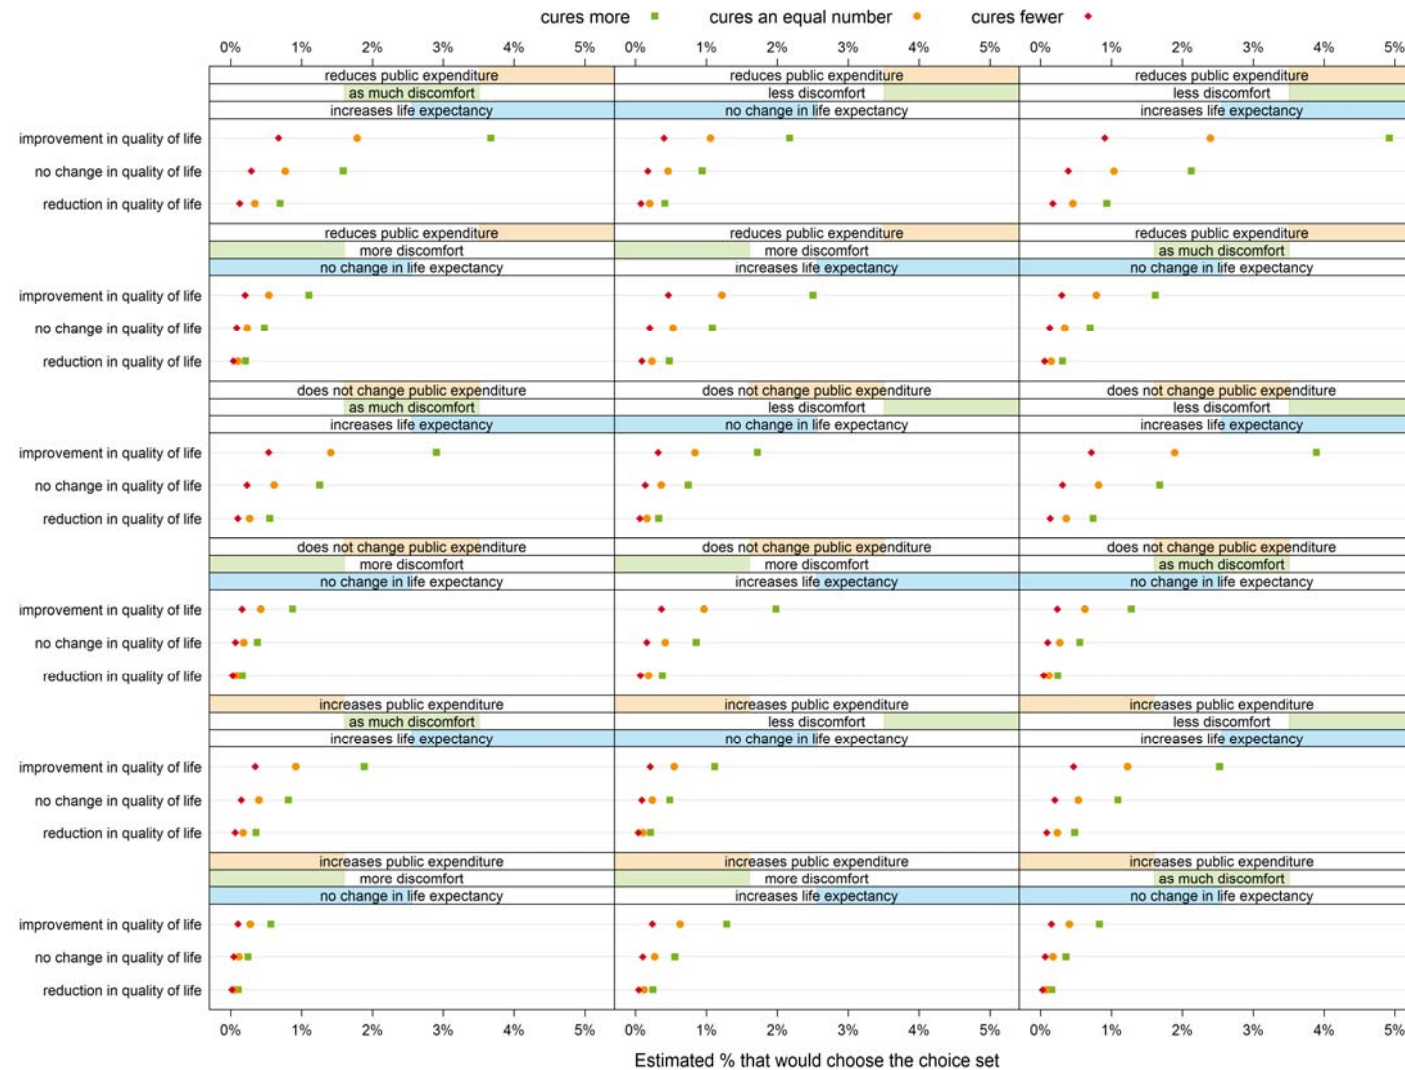 cures more cures an equal number cures fewer
0% 1% 2% 3% 4% 5% 0% 1% 2% 3% 4% 5% 0% 1% 2% 3% 4% 5%
reduces public expenditure reduces public expenditure reduces public expenditure
as much discomfort less discomfort less discomfort
increases life expectancy no change in life expectancy increases life expectancy
improvement in quality of life
no change in quality of life
reduction in quality of life
reduces public expenditure reduces public expenditure reduces public expenditure
more discomfort more discomfort as much discomfort
no change in life expectancy increases life expectancy no change in life expectancy
improvement in quality of life
no change in quality of life
reduction in quality of life
does not change public expenditure does not change public expenditure does not change public expenditure
as much discomfort less discomfort less discomfort
increases life expectancy no change in life expectancy increases life expectancy
improvement in quality of life
no change in quality of life
reduction in quality of life
does not change public expenditure does not change public expenditure does not change public expenditure
more discomfort more discomfort as much discomfort
no change in life expectancy increases life expectancy no change in life expectancy
improvement in quality of life
no change in quality of life
reduction in quality of life
increases public expenditure increases public expenditure increases public expenditure
as much discomfort less discomfort less discomfort
increases life expectancy no change in life expectancy increases life expectancy
improvement in quality of life
no change in quality of life
reduction in quality of life
increases public expenditure increases public expenditure increases public expenditure
more discomfort more discomfort as much discomfort
no change in life expectancy increases life expectancy no change in life expectancy
improvement in quality of life
no change in quality of life
reduction in quality of life
0% 1% 2% 3% 4% 5% 0% 1% 2% 3% 4% 5% 0% 1% 2% 3% 4% 5%
Estimated % that would choose the choice set